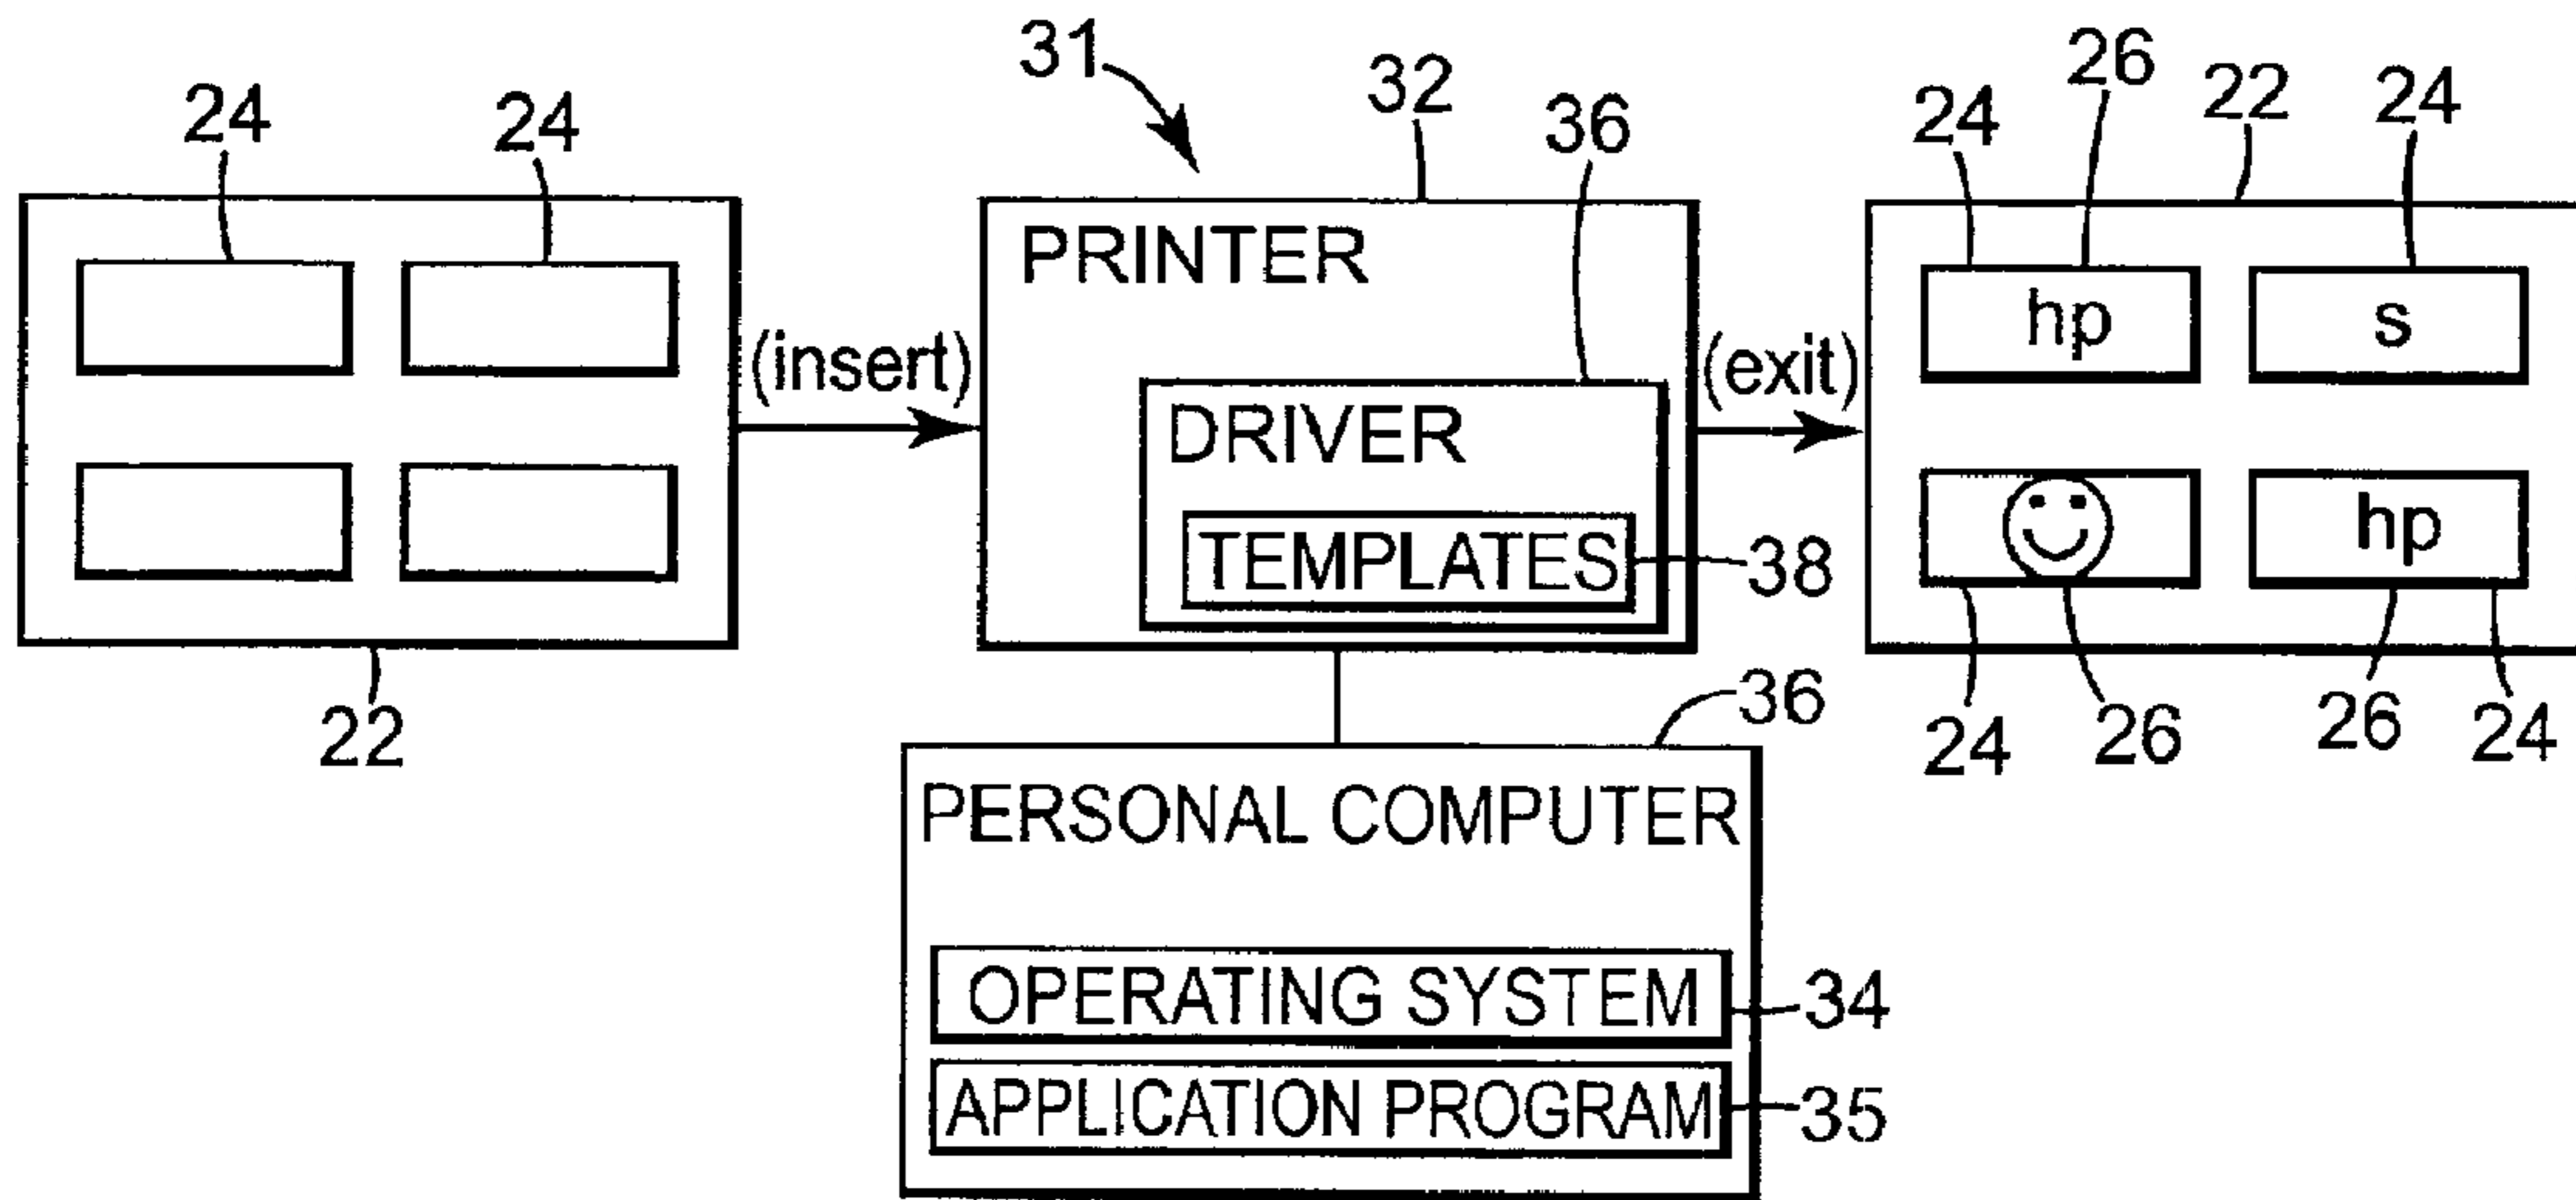 31
32
36
24
24
22
PRINTER
DRIVER
TEMPLATES
38
(insert)
(exit)
24
26
22
24
hp
s
hp
24
26
26
24
36
PERSONAL COMPUTER
OPERATING SYSTEM
34
APPLICATION PROGRAM
35